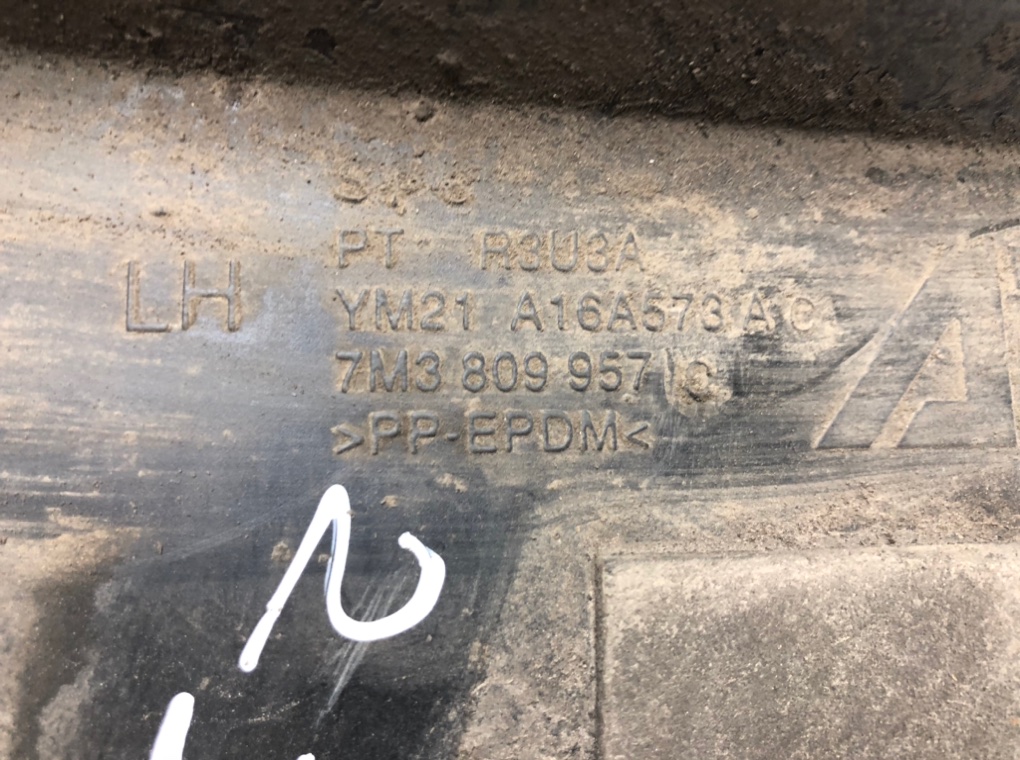 PT R3U3A
LH
YM21 A16A573 A C
7M3 809 957 C
>PP-EPDM<